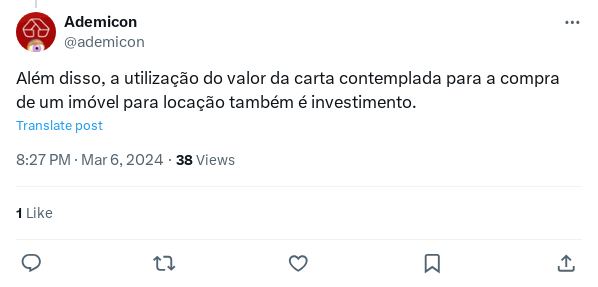 Ademicon
@ademicon
Além disso, a utilização do valor da carta contemplada para a compra
de um imóvel para locação também é investimento.
Translate post
8:27 PM · Mar 6, 2024 · 38 Views
1 Like